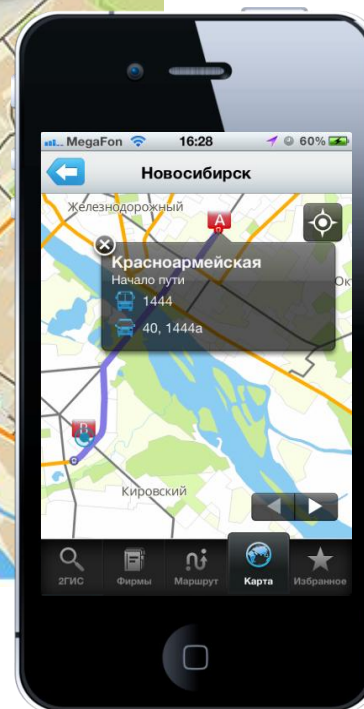 MegaFon 16:28 60%
Новосибирск
Железнодорожный
A
Красноармейская
Начало пути
1444
40, 1444а
Ок
B
Кировский
2ГИС Фирмы Маршрут Карта Избранное